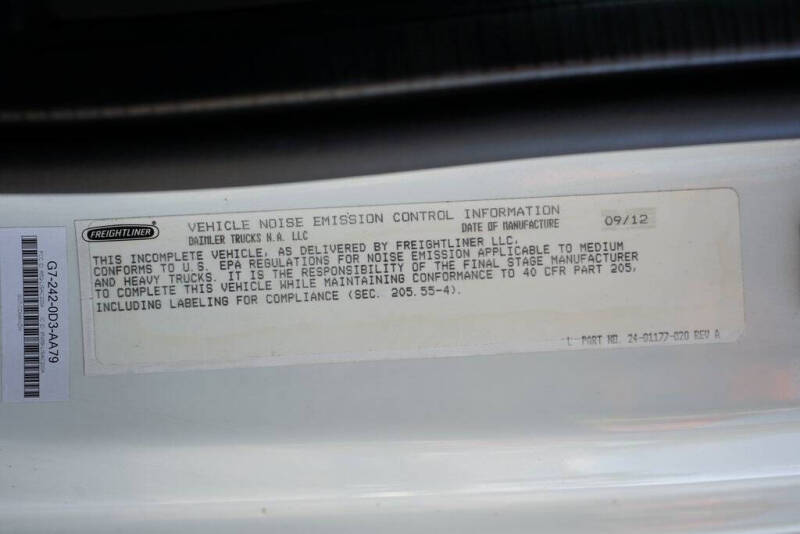 FREIGHTLINER
VEHICLE NOISE EMISSION CONTROL INFORMATION
DAIMLER TRUCKS N.A. LLC
DATE OF MANUFACTURE
09/12
THIS INCOMPLETE VEHICLE, AS DELIVERED BY FREIGHTLINER LLC,
CONFORMS TO U.S. EPA REGULATIONS FOR NOISE EMISSION APPLICABLE TO MEDIUM
AND HEAVY TRUCKS. IT IS THE RESPONSIBILITY OF THE FINAL STAGE MANUFACTURER
TO COMPLETE THIS VEHICLE WHILE MAINTAINING CONFORMANCE TO 40 CFR PART 205,
INCLUDING LABELING FOR COMPLIANCE (SEC. 205.55-4).
L PART NO. 24-01177-020 REV A
G7-242-0D3-AA79